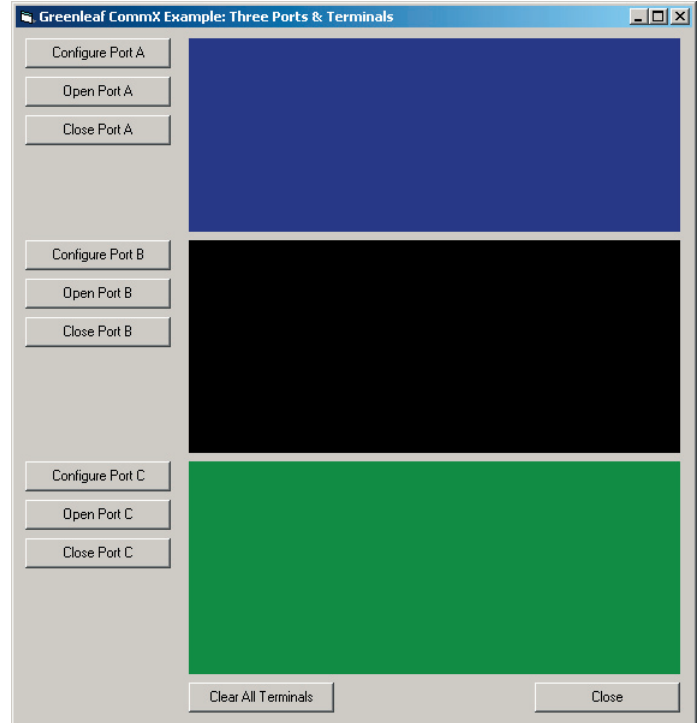 Greenleaf CommX Example: Three Ports & Terminals
Configure Port A
Open Port A
Close Port A
Configure Port B
Open Port B
Close Port B
Configure Port C
Open Port C
Close Port C
Clear All Terminals
Close